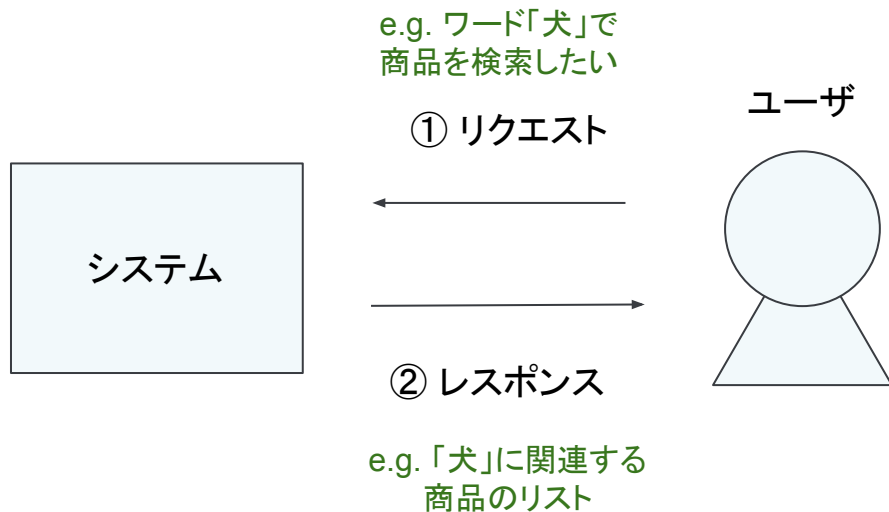 e.g. ワード「犬」で
商品を検索したい
① リクエスト
ユーザ
システム
② レスポンス
e.g. 「犬」に関連する
商品のリスト